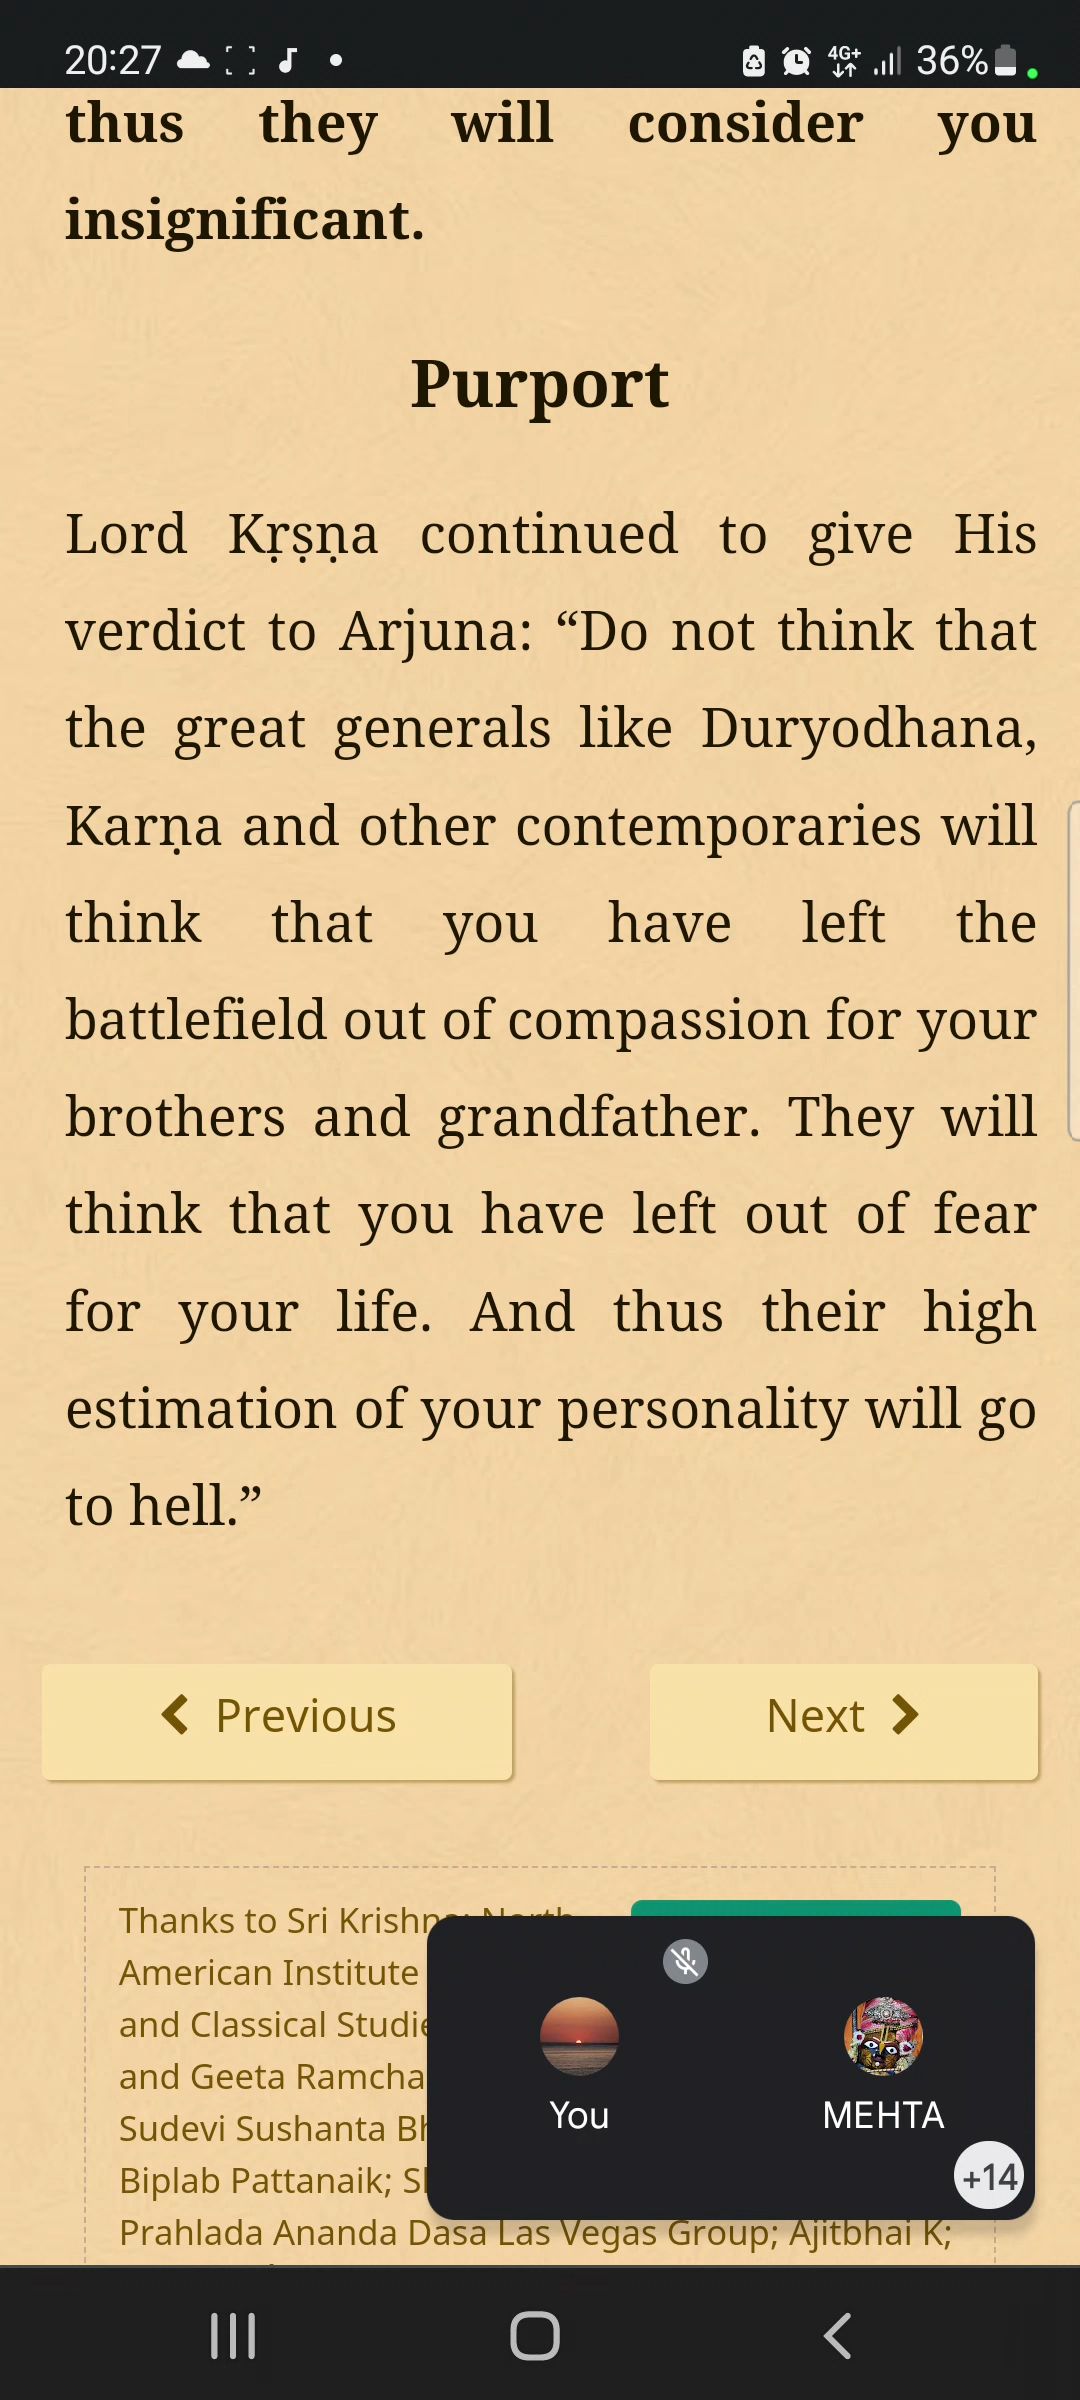 20:27
4G+
36%
thus they will consider you
insignificant.
Purport
Lord Kṛṣṇa continued to give His
verdict to Arjuna: “Do not think that
the great generals like Duryodhana,
Karṇa and other contemporaries will
think that you have left the
battlefield out of compassion for your
brothers and grandfather. They will
think that you have left out of fear
for your life. And thus their high
estimation of your personality will go
to hell.”
Previous
Next
Thanks to Sri Krishna; North
American Institute
and Classical
and Geeta
Sudevi Sushanta
Biplab Pattanaik;
Prahlada Ananda Dasa Las Vegas Group; Ajitbhai K;
You
MEHTA
+14